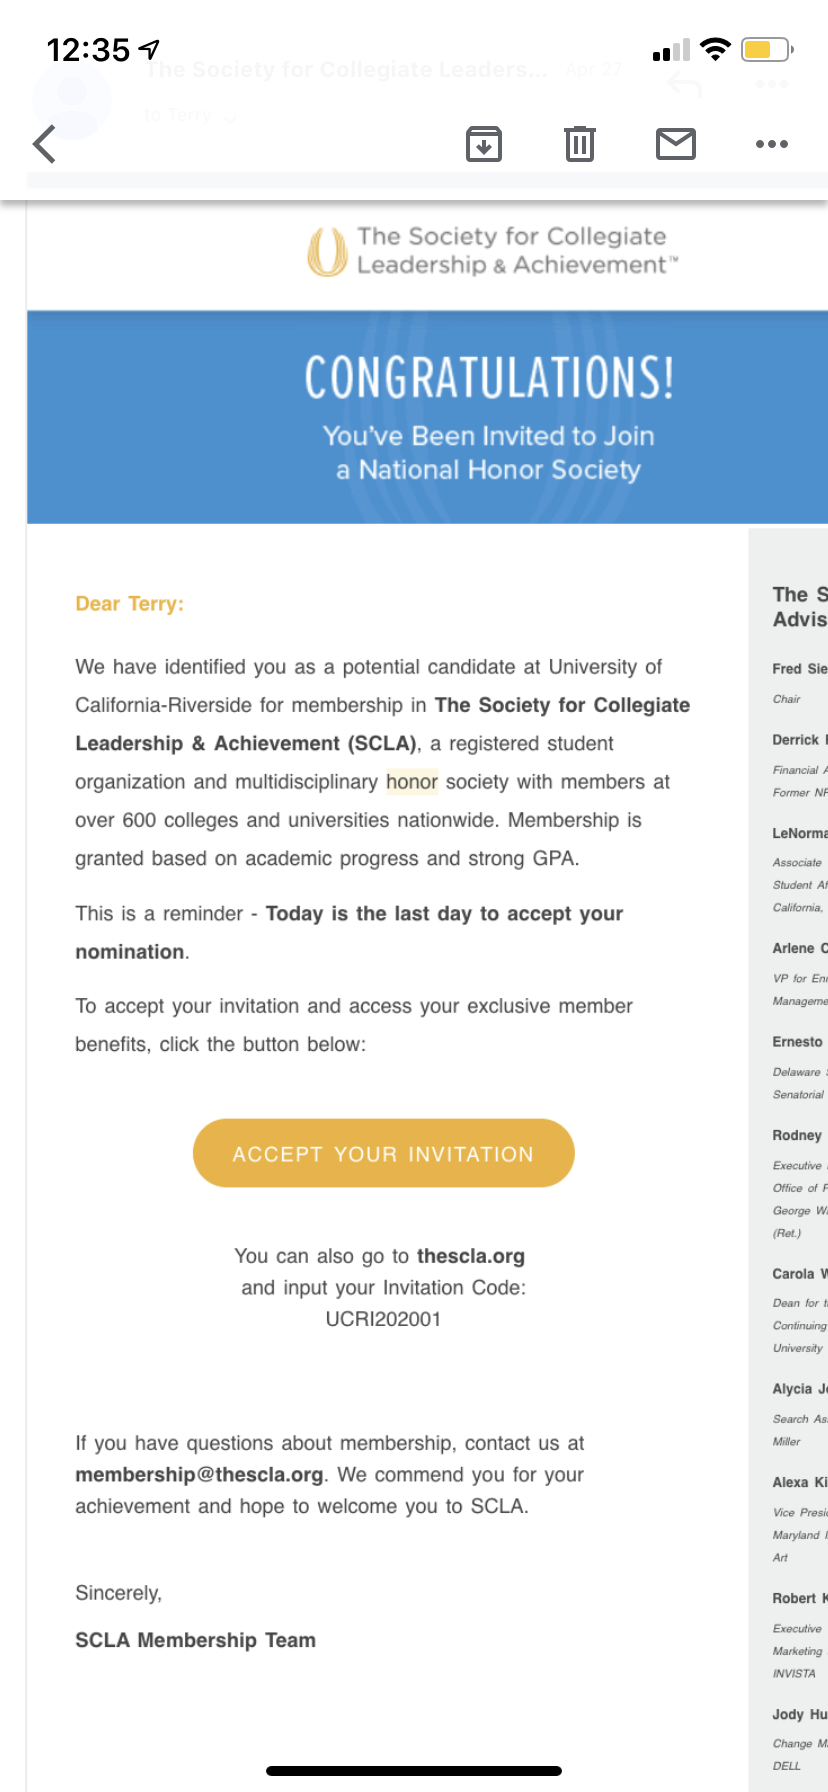 12:35
The Society for Collegiate Leaders... Apr 27
to Terry
The Society for Collegiate
Leadership & Achievement™
CONGRATULATIONS!
You've Been Invited to Join
a National Honor Society
Dear Terry:
We have identified you as a potential candidate at University of
California-Riverside for membership in The Society for Collegiate
Leadership & Achievement (SCLA), a registered student
organization and multidisciplinary honor society with members at
over 600 colleges and universities nationwide. Membership is
granted based on academic progress and strong GPA.
This is a reminder - Today is the last day to accept your
nomination.
To accept your invitation and access your exclusive member
benefits, click the button below:
ACCEPT YOUR INVITATION
You can also go to thescla.org
and input your Invitation Code:
UCRI202001
If you have questions about membership, contact us at
membership@thescla.org. We commend you for your
achievement and hope to welcome you to SCLA.
Sincerely,
SCLA Membership Team
The S
Advis
Fred Sie
Chair
Derrick
Financial A
Former NF
LeNorma
Associate
Student Af
California,
Arlene C
VP for En
Manageme
Ernesto
Delaware
Senatorial
Rodney
Executive
Office of P
George W
(Ret.)
Carola W
Dean for t
Continuing
University
Alycia J
Search As
Miller
Alexa Ki
Vice Presi
Maryland I
Art
Robert K
Executive
Marketing
INVISTA
Jody Hu
Change M
DELL